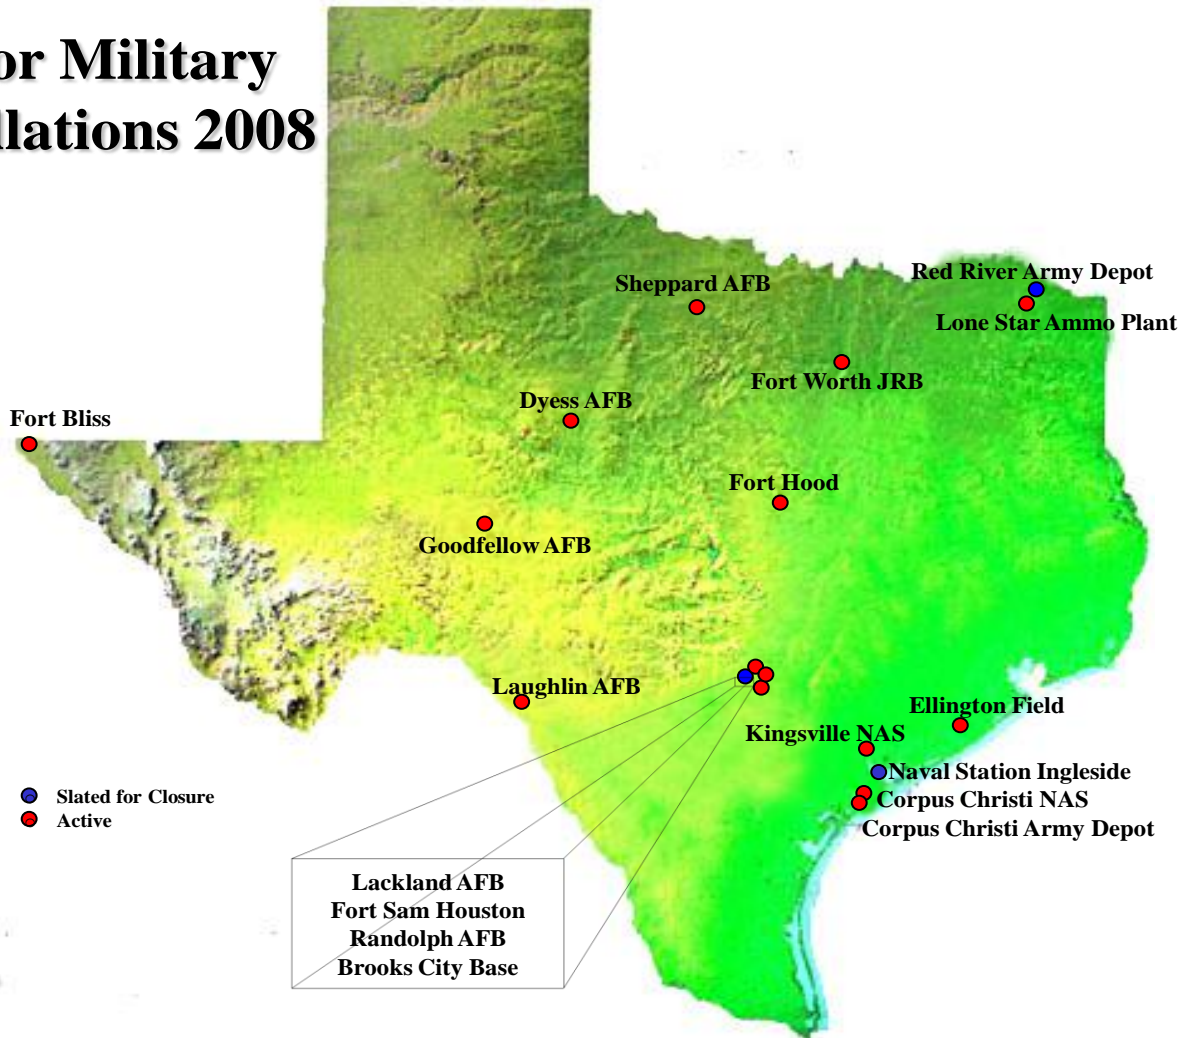 or Military
llations 2008
Red River Army Depot
Sheppard AFB
Lone Star Ammo Plant
Fort Worth JRB
Dyess AFB
Fort Bliss
Fort Hood
Goodfellow AFB
Laughlin AFB
Ellington Field
Kingsville NAS
Naval Station Ingleside
Slated for Closure
Corpus Christi NAS
Active
Corpus Christi Army Depot
Lackland AFB
Fort Sam Houston
Randolph AFB
Brooks City Base